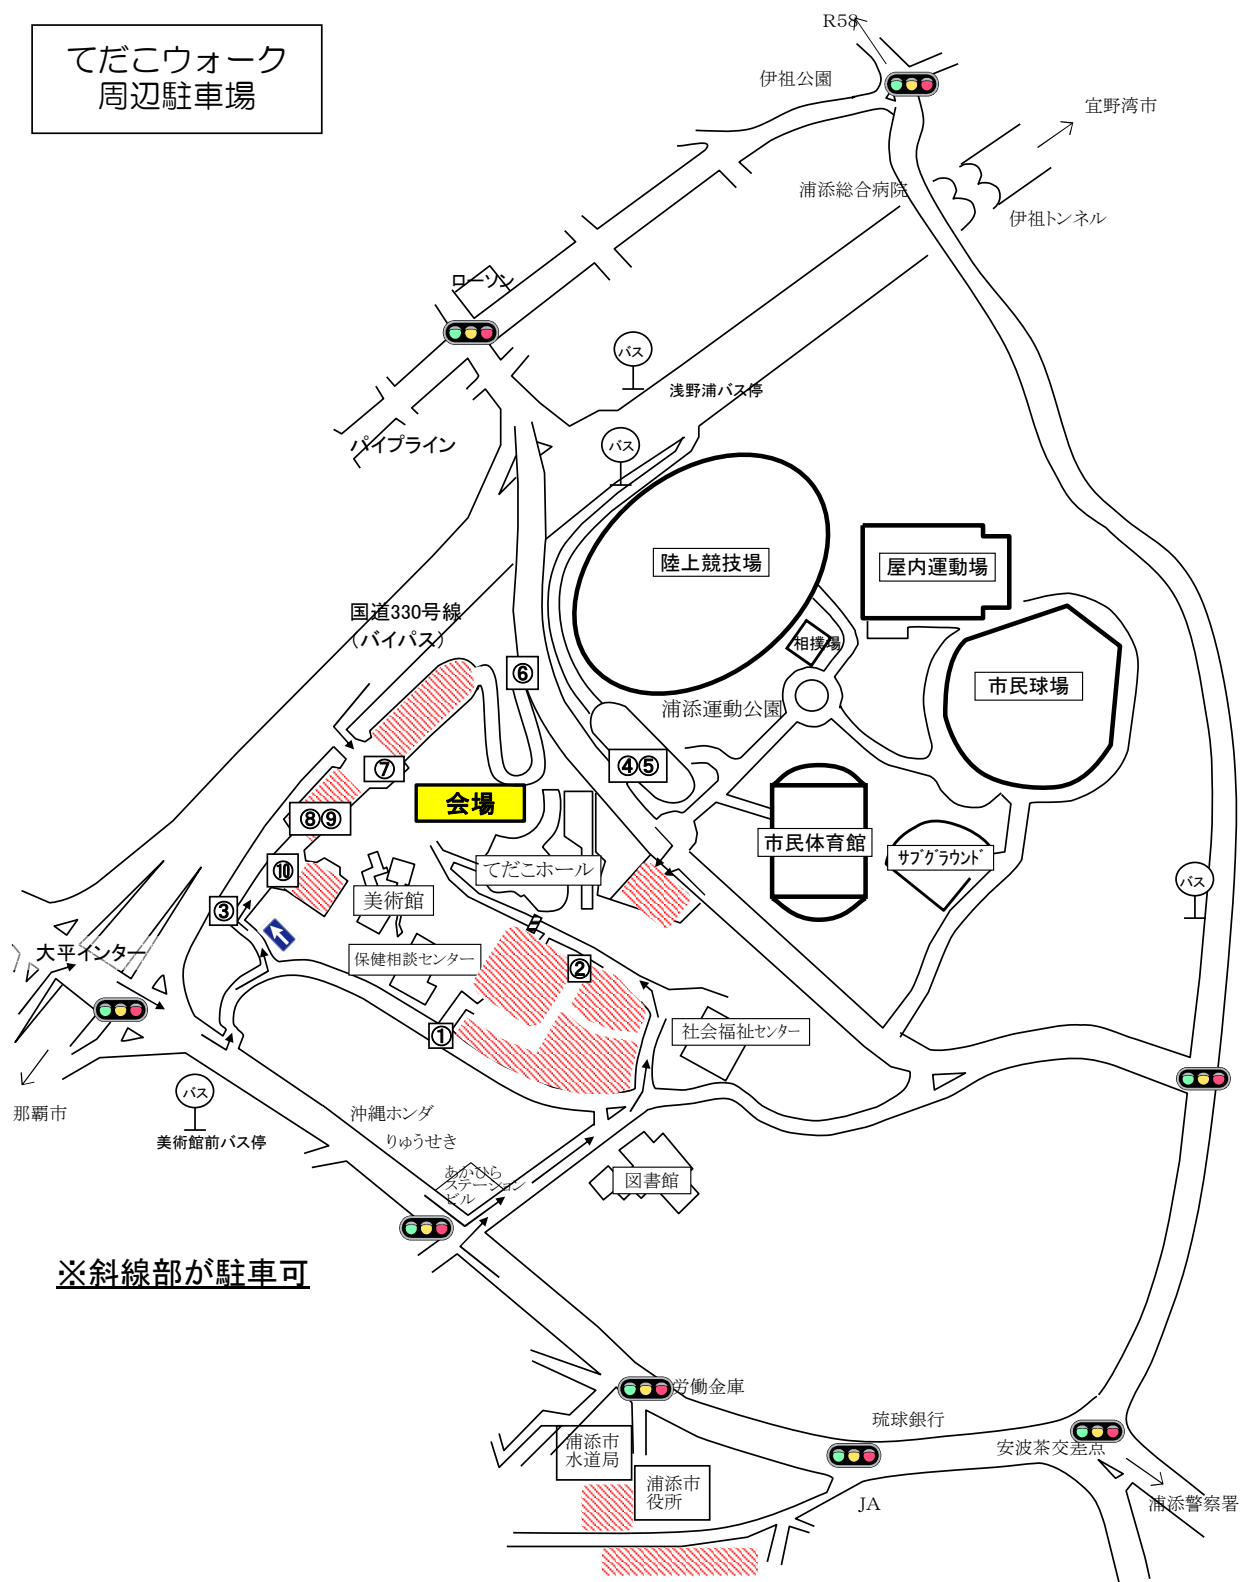 てだこウォーク
周辺駐車場
R58
伊祖公園
宜野湾市
浦添総合病院
伊祖トンネル
ローソン
バス
浅野浦バス停
バス
パイプライン
陸上競技場
屋内運動場
国道330号線
(バイパス)
相撲場
⑥
市民球場
浦添運動公園
⑦
④⑤
会場
⑧⑨
市民体育館
サブグラウンド
⑩
てだこホール
バス
美術館
③
大平インター
保健相談センター
②
①
社会福祉センター
バス
那覇市
沖縄ホンダ
美術館前バス停
りゅうせき
あかひら
ステーション
ビル
図書館
※斜線部が駐車可
労働金庫
琉球銀行
浦添市
水道局
安波茶交差点
浦添市
役所
JA
浦添警察署